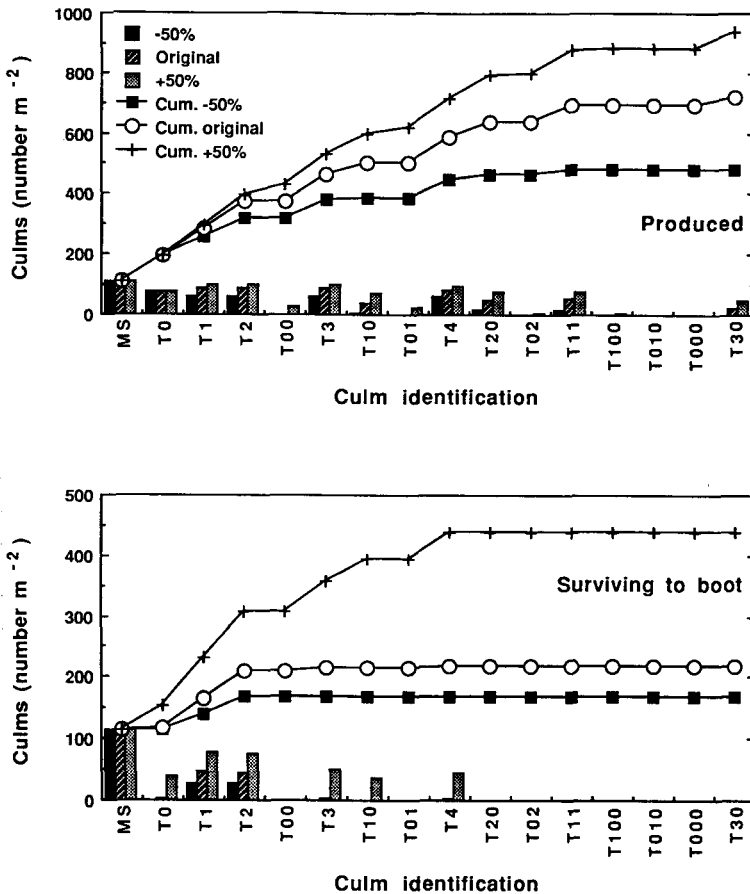 1000
800
600
400
200
0
Culms (number m⁻²)
-50%
Original
+50%
Cum. -50%
Cum. original
Cum. +50%
Produced
MS T0 T1 T2 T00 T3 T10 T01 T4 T20 T02 T11 T100 T010 T000 T30
Culm identification
500
400
300
200
100
0
Culms (number m⁻²)
Surviving to boot
MS T0 T1 T2 T00 T3 T10 T01 T4 T20 T02 T11 T100 T010 T000 T30
Culm identification